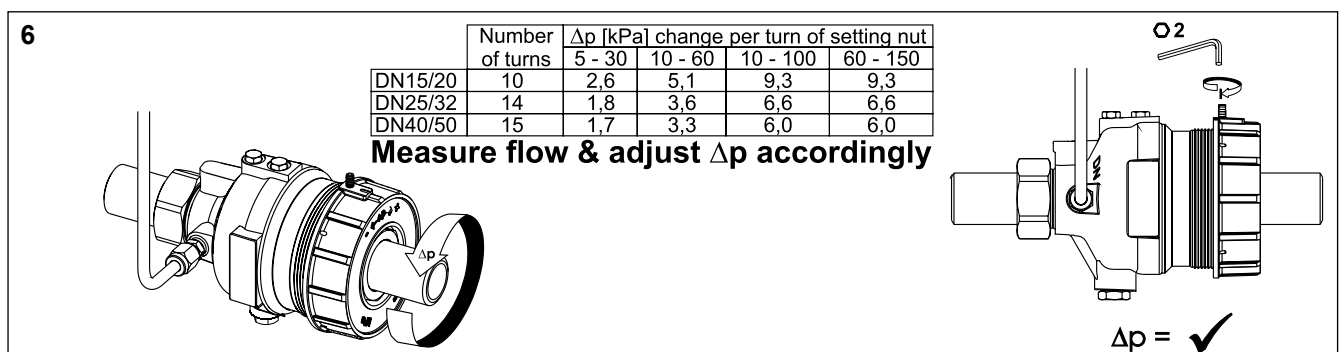 6
Number of turns Δp [kPa] change per turn of setting nut
5 - 30 10 - 60 10 - 100 60 - 150
DN15/20 10 2,6 5,1 9,3 9,3
DN25/32 14 1,8 3,6 6,6 6,6
DN40/50 15 1,7 3,3 6,0 6,0
Measure flow & adjust Δp accordingly
Δp
2
DN
Δp =